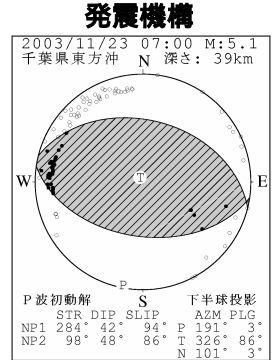 発震機構
2003/11/23 07:00 M:5.1
千葉県東方沖 深さ: 39km
N
W T E
P
S
P波初動解 下半球投影
STR DIP SLIP AZM PLG
NP1 284° 42° 94° P 191° 3°
NP2 98° 48° 86° T 326° 86°
N 101° 3°